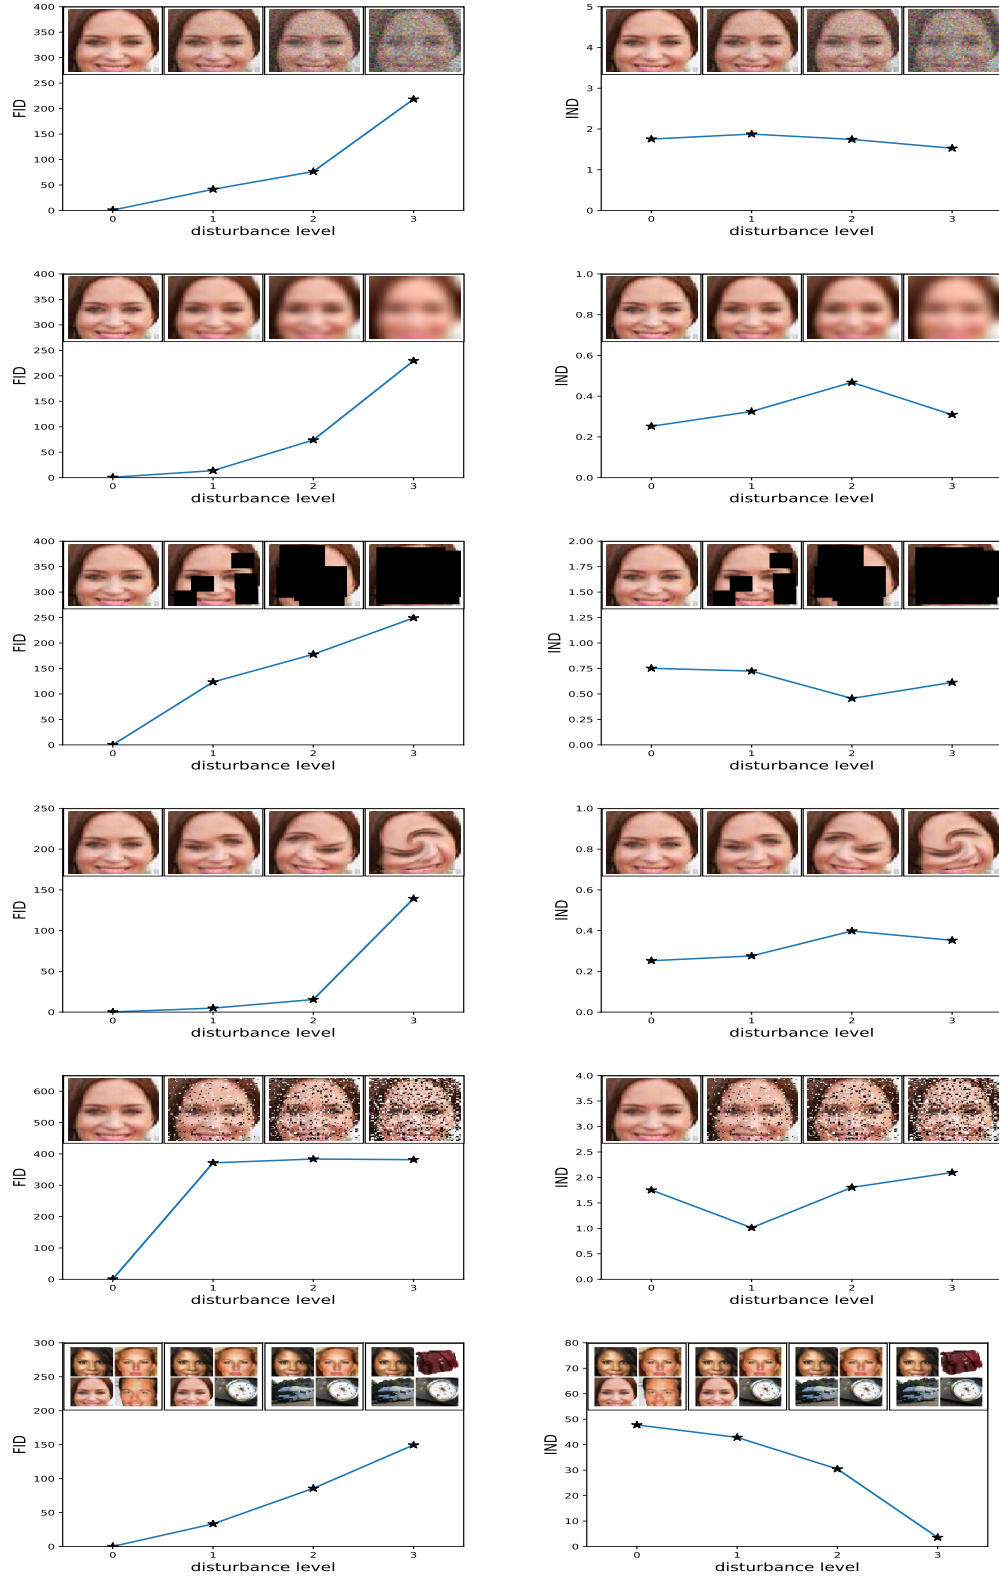 400
350
300
250
200
150
100
50
0
FID
0 1 2 3
disturbance level
5
4
3
2
1
0
IND
0 1 2 3
disturbance level
400
350
300
250
200
150
100
50
0
FID
0 1 2 3
disturbance level
1.0
0.8
0.6
0.4
0.2
0.0
IND
0 1 2 3
disturbance level
400
350
300
250
200
150
100
50
0
FID
0 1 2 3
disturbance level
2.00
1.75
1.50
1.25
1.00
0.75
0.50
0.25
0.00
IND
0 1 2 3
disturbance level
250
200
150
100
50
0
FID
0 1 2 3
disturbance level
1.0
0.8
0.6
0.4
0.2
0.0
IND
0 1 2 3
disturbance level
600
500
400
300
200
100
0
FID
0 1 2 3
disturbance level
4.0
3.5
3.0
2.5
2.0
1.5
1.0
0.5
0.0
IND
0 1 2 3
disturbance level
300
250
200
150
100
50
0
FID
0 1 2 3
disturbance level
80
70
60
50
40
30
20
10
0
IND
0 1 2 3
disturbance level